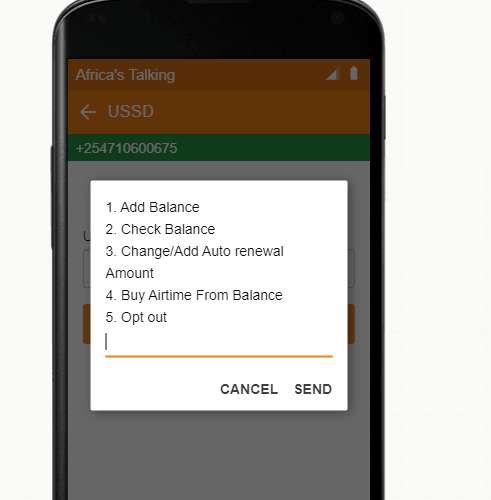 Africa's Talking
USSD
+254710600675
1. Add Balance
2. Check Balance
3. Change/Add Auto renewal
Amount
4. Buy Airtime From Balance
5. Opt out
CANCEL SEND